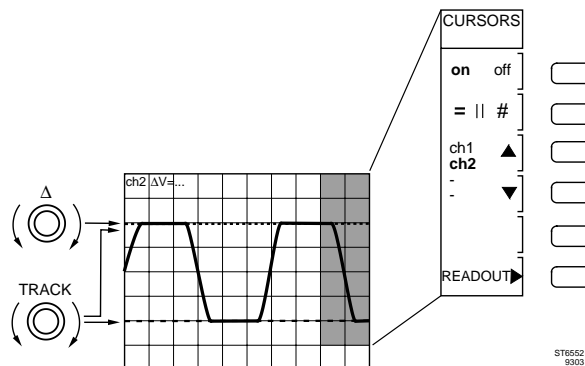 CURSORS
on off
= || #
ch1
ch2
-
-
READOUT
ch2 ΔV=...
Δ
TRACK
ST6552
9303